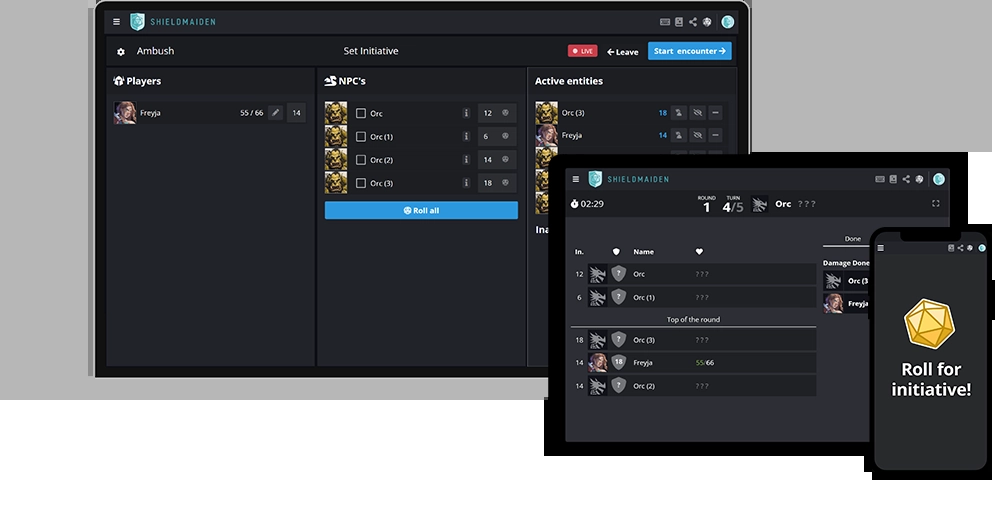 SHIELDMAIDEN
Ambush
Set Initiative
LIVE
Leave
Start encounter
Players
Freyja 55 / 66 14
NPC's
Orc 12
Orc (1) 6
Orc (2) 14
Orc (3) 18
Roll all
Active entities
Orc (3) 18
Freyja 14
Ina
SHIELDMAIDEN
02:29
ROUND 1
TURN 4/5
Orc ? ? ?
In. Name
12 ? Orc ? ? ?
6 ? Orc (1) ? ? ?
Top of the round
18 ? Orc (3) ? ? ?
14 18 Freyja 55/66
14 ? Orc (2) ? ? ?
Done
Damage Done
Orc (3
Freyja
Roll for
initiative!